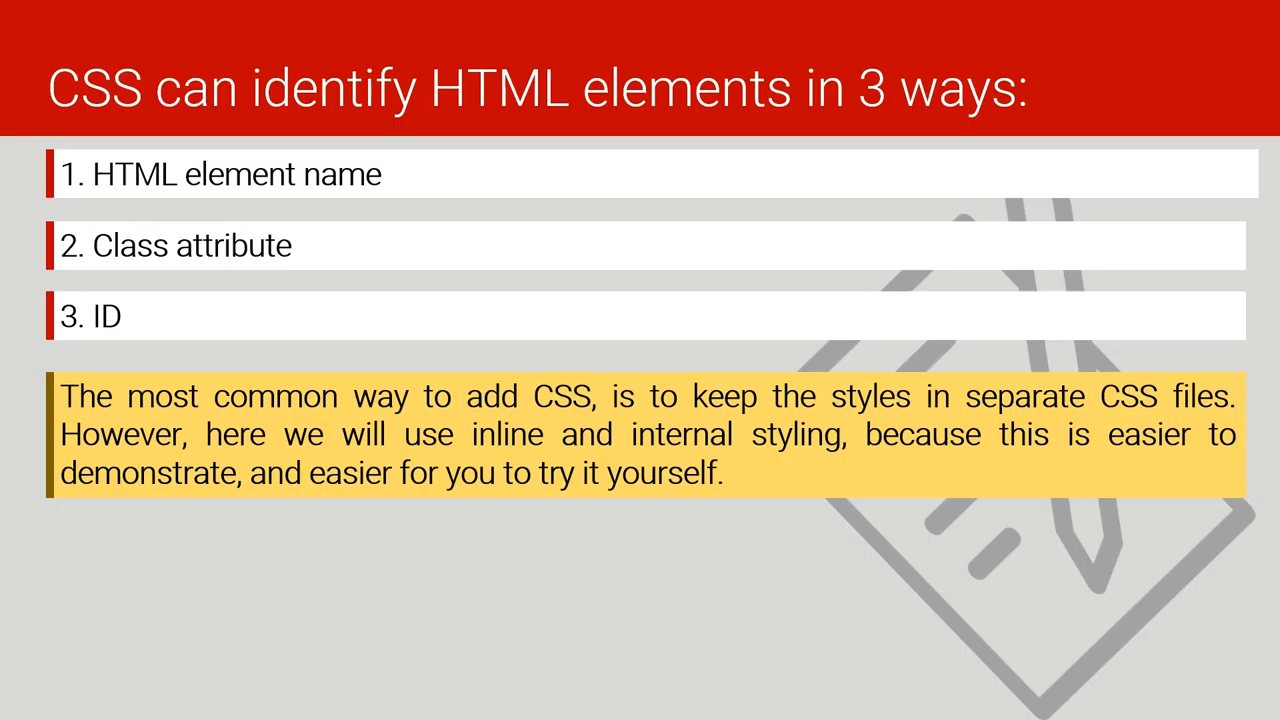 CSS can identify HTML elements in 3 ways:
1. HTML element name
2. Class attribute
3. ID
The most common way to add CSS, is to keep the styles in separate CSS files.
However, here we will use inline and internal styling, because this is easier to
demonstrate, and easier for you to try it yourself.